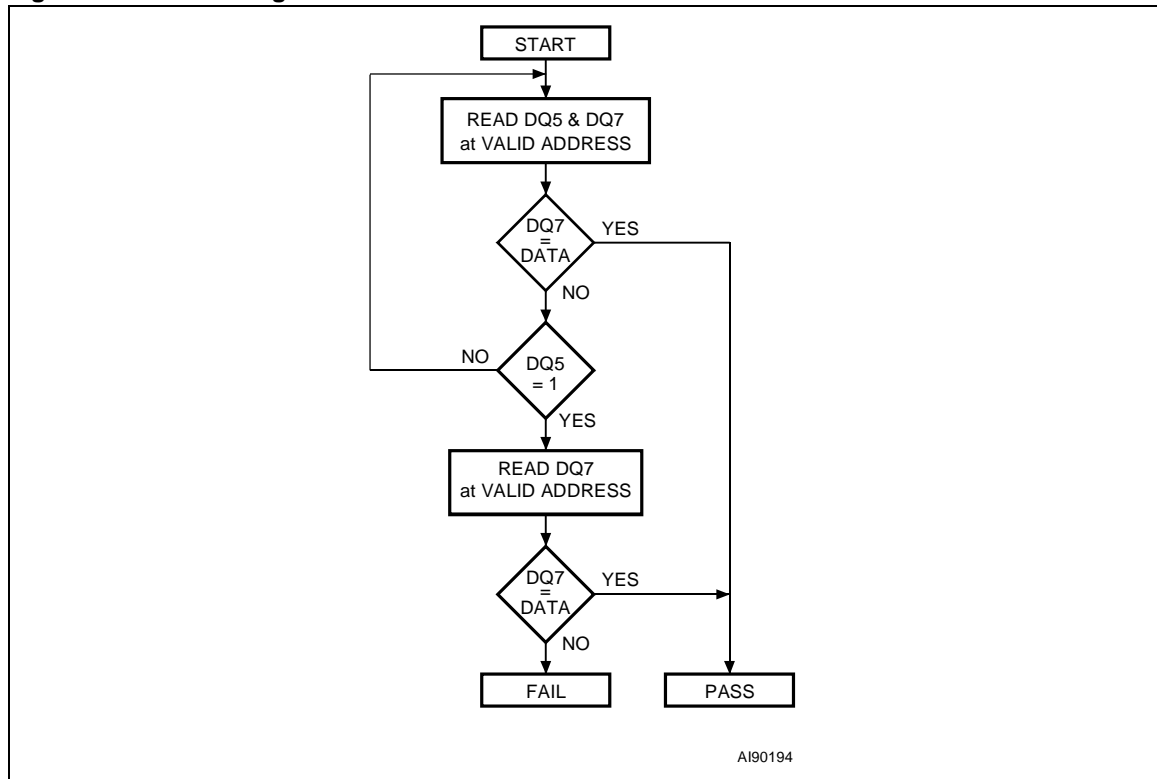 START
READ DQ5 & DQ7
at VALID ADDRESS
DQ7
=
DATA
YES
NO
DQ5
= 1
NO
YES
READ DQ7
at VALID ADDRESS
DQ7
=
DATA
YES
NO
FAIL
PASS
AI90194